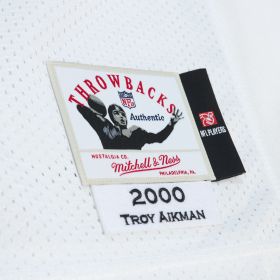 THROWBACKS
NFL
Authentic
NOSTALGIA CO.
Mitchell & Ness
PHILADELPHIA, PA.
NFL PLAYERS
2000
TROY AIKMAN